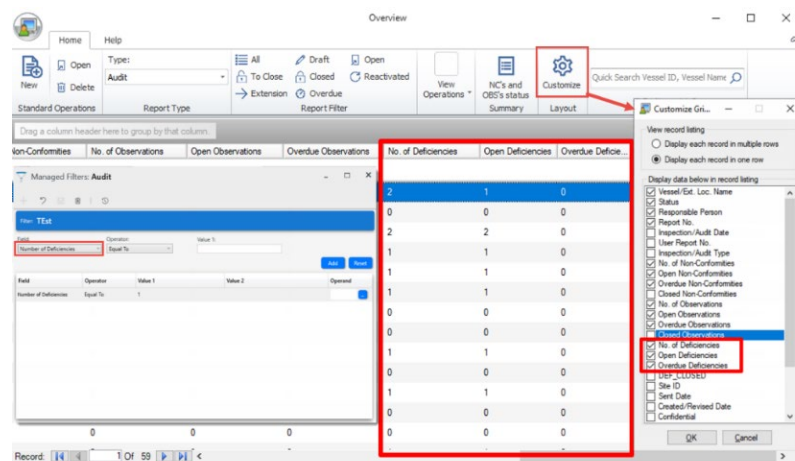 Overview
Home Help
New
Open
Delete
Standard Operations
Type:
Audit
Report Type
All
To Close
Extension
Draft
Closed
Overdue
Open
Reactivated
Report Filter
View Operations
NC's and OBS's status
Summary
Customize
Layout
Quick Search Vessel ID, Vessel Name
Drag a column header here to group by that column.
Non-Conformities No. of Observations Open Observations Overdue Observations No. of Deficiencies Open Deficiencies Overdue Deficie...
2 1 0
0 0 0
2 2 0
1 1 0
1 1 0
1 1 0
0 0 0
0 0 0
1 1 0
0 0 0
1 1 0
0 0 0
0 0 0 0 0 0
Record: 1 Of 59
Managed Filters: Audit
Filter: TEst
Field
Operator
Value 1:
Number of Deficiencies
Equal To
Add Reset
Field Operator Value 1 Value 2 Operand
Number of Deficiencies Equal To 1
Customize Gri...
View record listing
Display each record in multiple rows
Display each record in one row
Display data below in record listing
Vessel/Ext. Loc. Name
Status
Responsible Person
Report No.
Inspection/Audit Date
User Report No.
Inspection/Audit Type
No. of Non-Conformities
Open Non-Conformities
Overdue Non-Conformities
Closed Non-Conformities
No. of Observations
Open Observations
Overdue Observations
Closed Observations
No. of Deficiencies
Open Deficiencies
Overdue Deficiencies
DEF_CLOSED
Site ID
Sent Date
Created/Revised Date
Confidential
OK Cancel